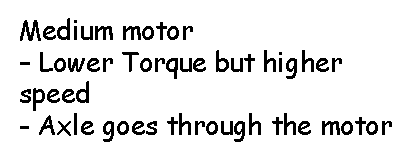 Medium motor
– Lower Torque but higher
speed
– Axle goes through the motor